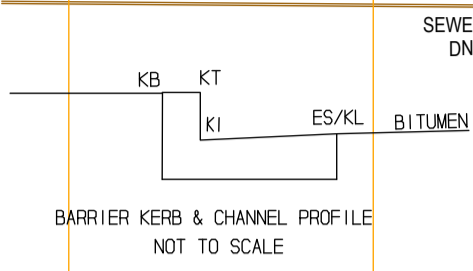 SEWE
DN
KB KT
KI ES/KL BITUMEN
BARRIER KERB & CHANNEL PROFILE
NOT TO SCALE